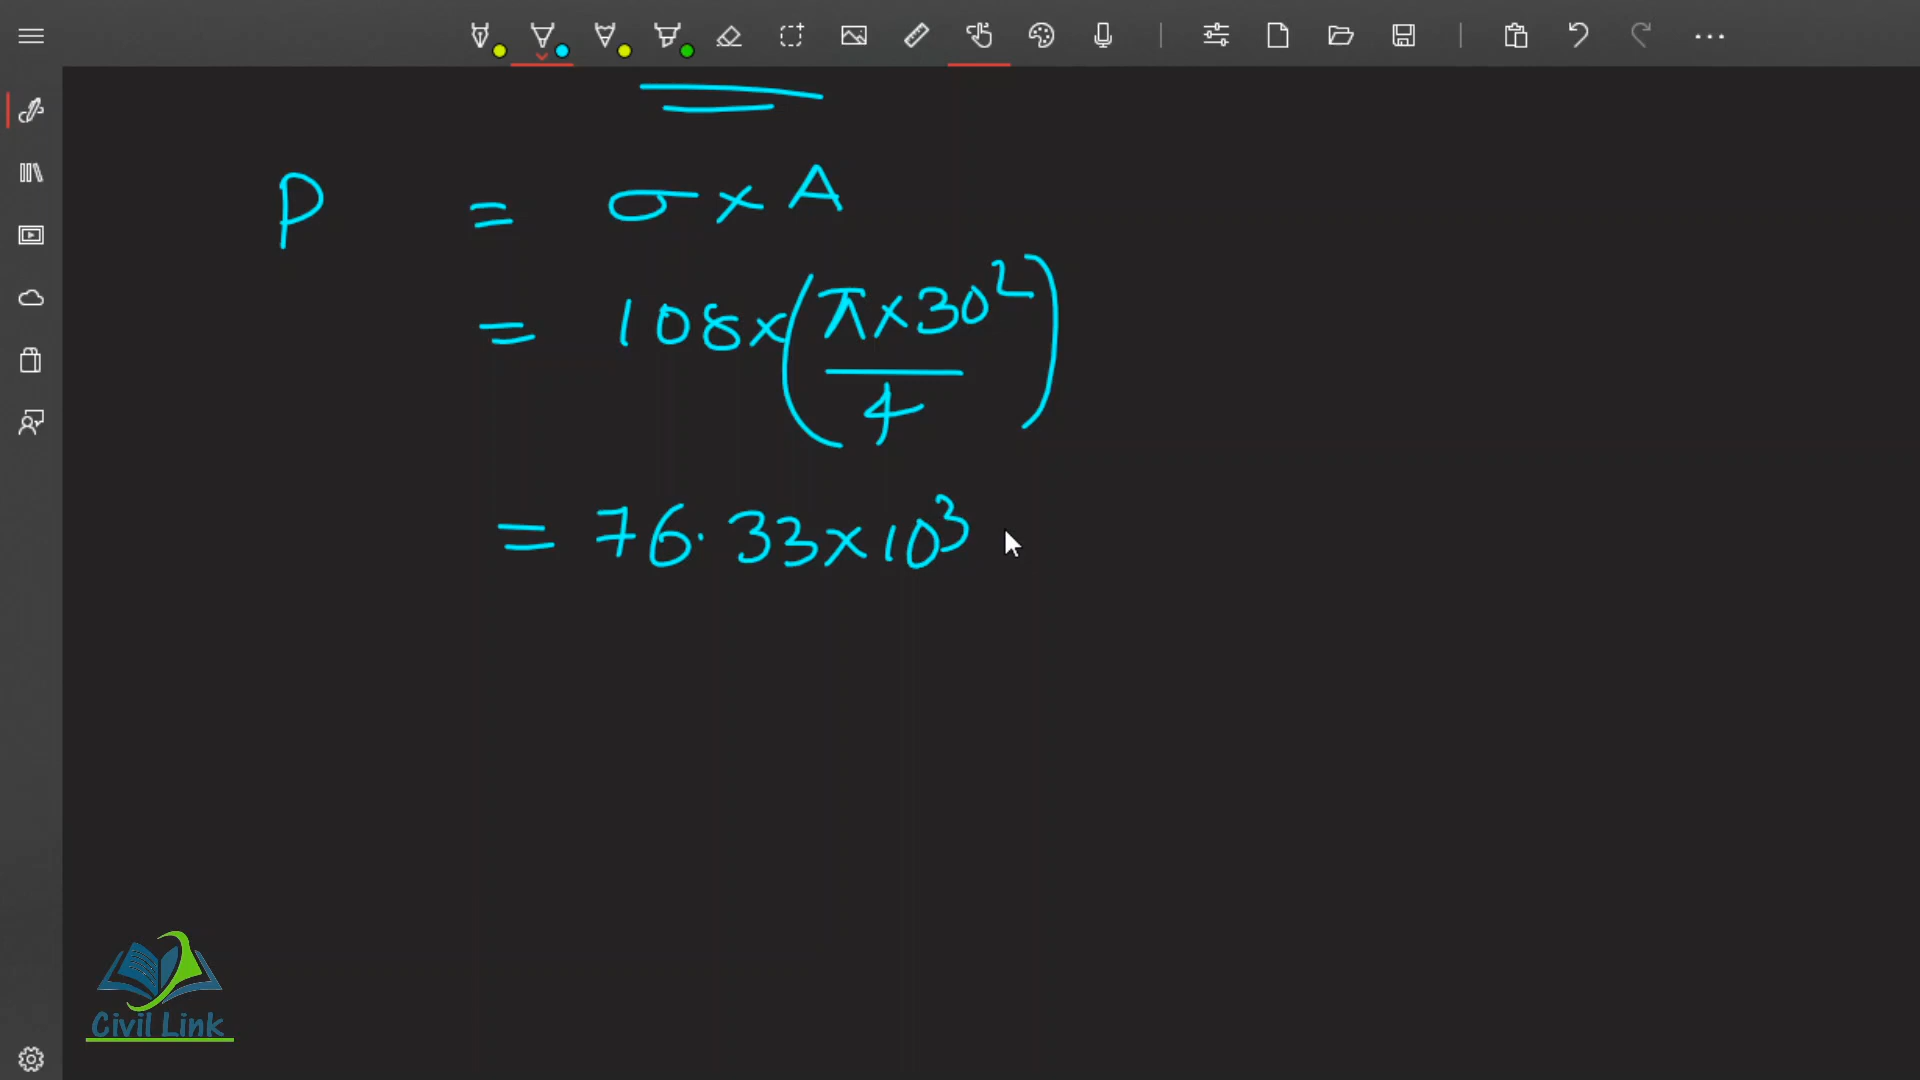 P = σ × A
= 108 × (π × 30² / 4)
= 76.33 × 10³
Civil Link